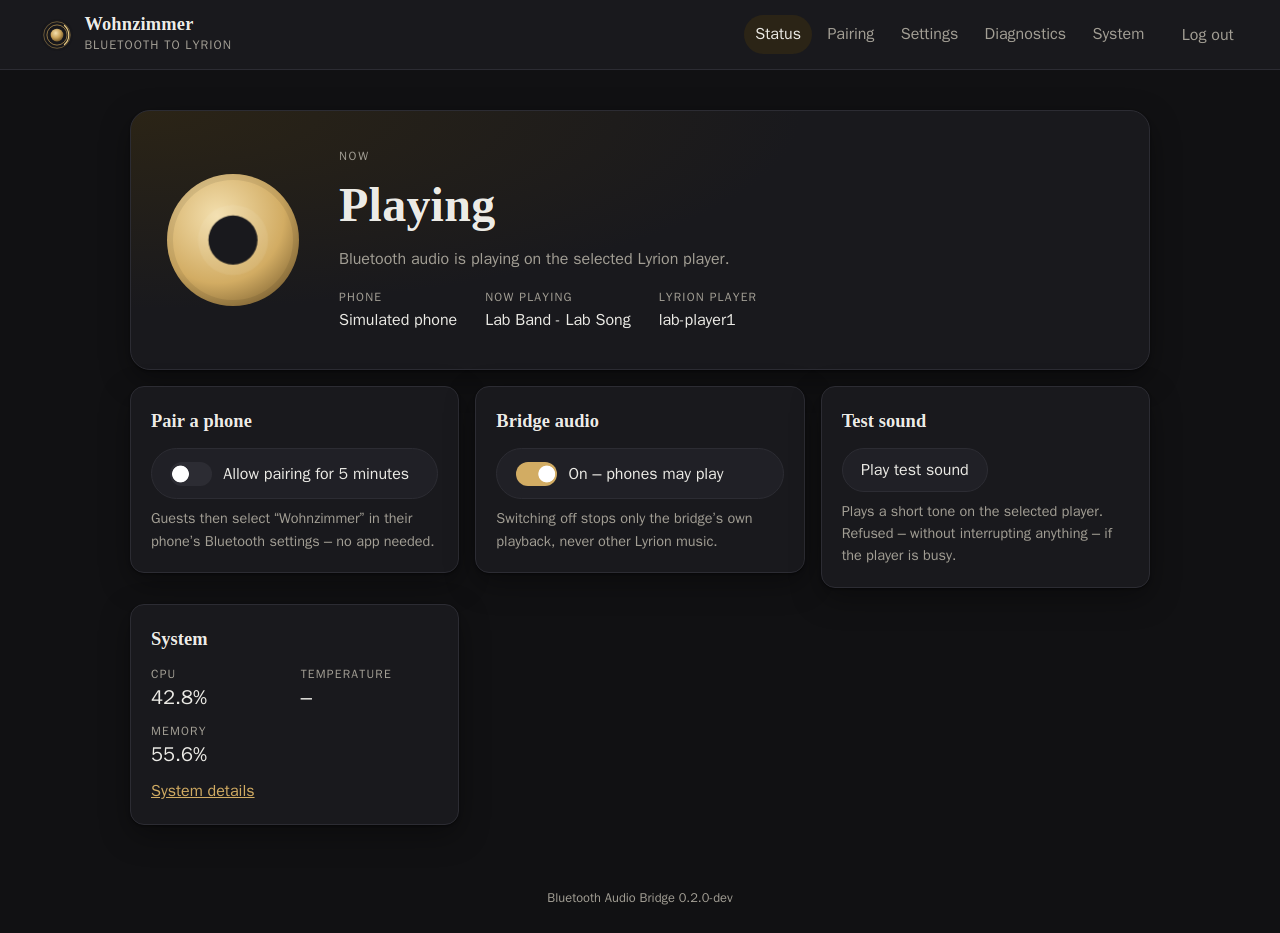 Wohnzimmer
BLUETOOTH TO LYRION
Status
Pairing
Settings
Diagnostics
System
Log out
NOW
Playing
Bluetooth audio is playing on the selected Lyrion player.
PHONE
Simulated phone
NOW PLAYING
Lab Band - Lab Song
LYRION PLAYER
lab-player1
Pair a phone
Allow pairing for 5 minutes
Guests then select “Wohnzimmer” in their
phone’s Bluetooth settings – no app needed.
Bridge audio
On – phones may play
Switching off stops only the bridge’s own
playback, never other Lyrion music.
Test sound
Play test sound
Plays a short tone on the selected player.
Refused – without interrupting anything – if
the player is busy.
System
CPU
42.8%
TEMPERATURE
–
MEMORY
55.6%
System details
Bluetooth Audio Bridge 0.2.0-dev